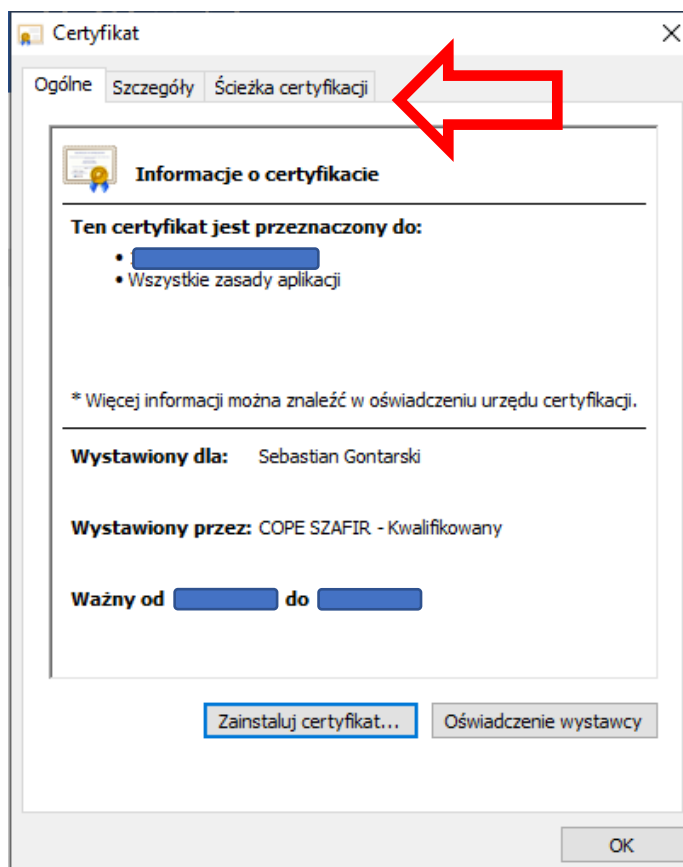 Certyfikat
Ogólne Szczegóły Ścieżka certyfikacji
Informacje o certyfikacie
Ten certyfikat jest przeznaczony do:
• Wszystkie zasady aplikacji
* Więcej informacji można znaleźć w oświadczeniu urzędu certyfikacji.
Wystawiony dla: Sebastian Gontarski
Wystawiony przez: COPE SZAFIR - Kwalifikowany
Ważny od do
Zainstaluj certyfikat... Oświadczenie wystawcy
OK